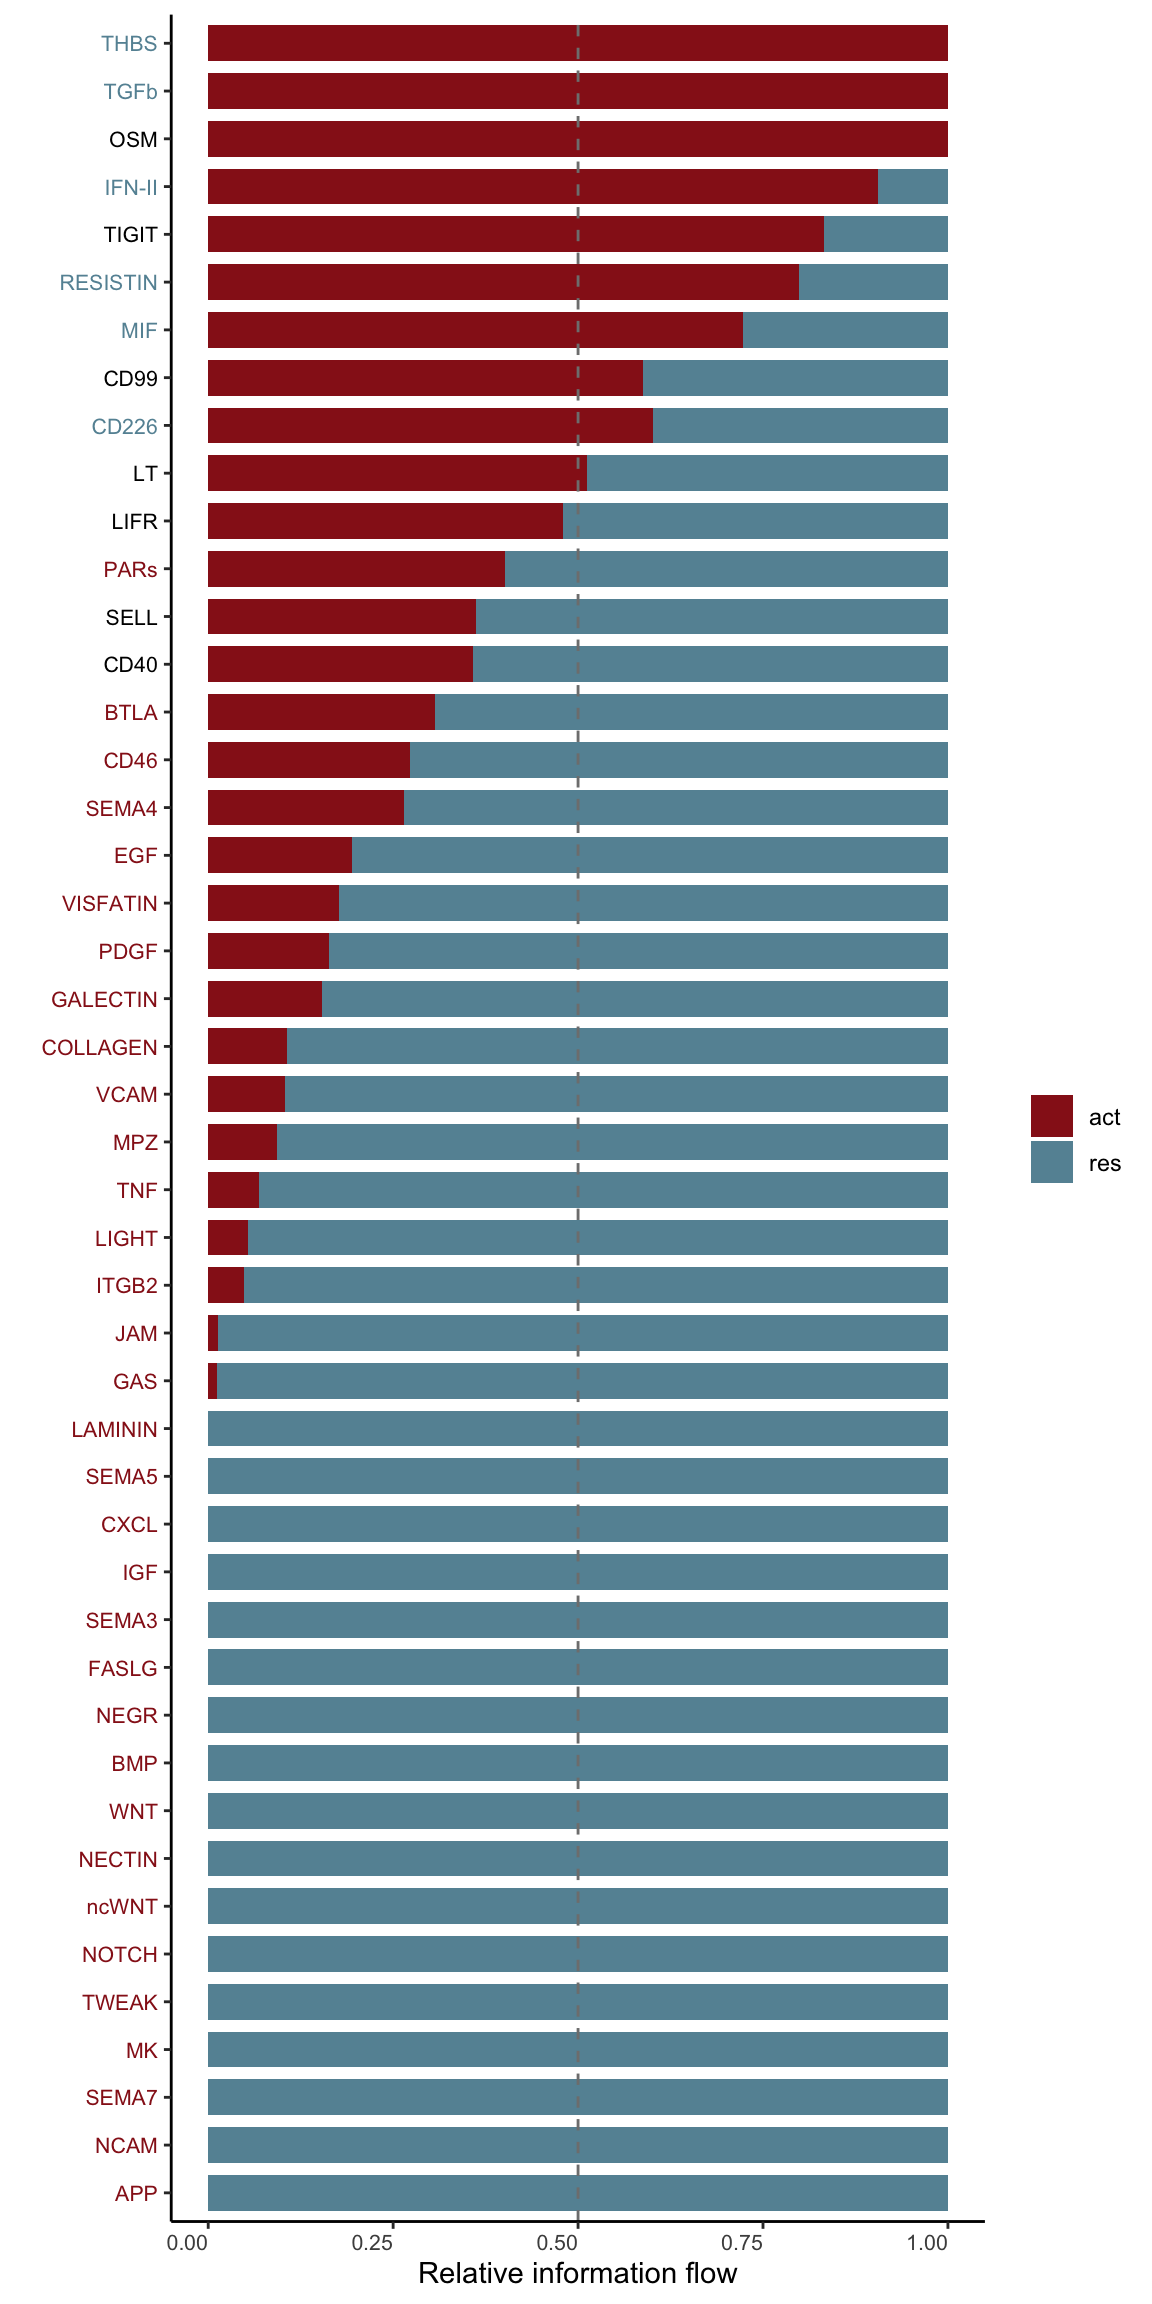 THBS
TGFb
OSM
IFN-II
TIGIT
RESISTIN
MIF
CD99
CD226
LT
LIFR
PARs
SELL
CD40
BTLA
CD46
SEMA4
EGF
VISFATIN
PDGF
GALECTIN
COLLAGEN
VCAM
MPZ
TNF
LIGHT
ITGB2
JAM
GAS
LAMININ
SEMA5
CXCL
IGF
SEMA3
FASLG
NEGR
BMP
WNT
NECTIN
ncWNT
NOTCH
TWEAK
MK
SEMA7
NCAM
APP
0.00 0.25 0.50 0.75 1.00
Relative information flow
act
res